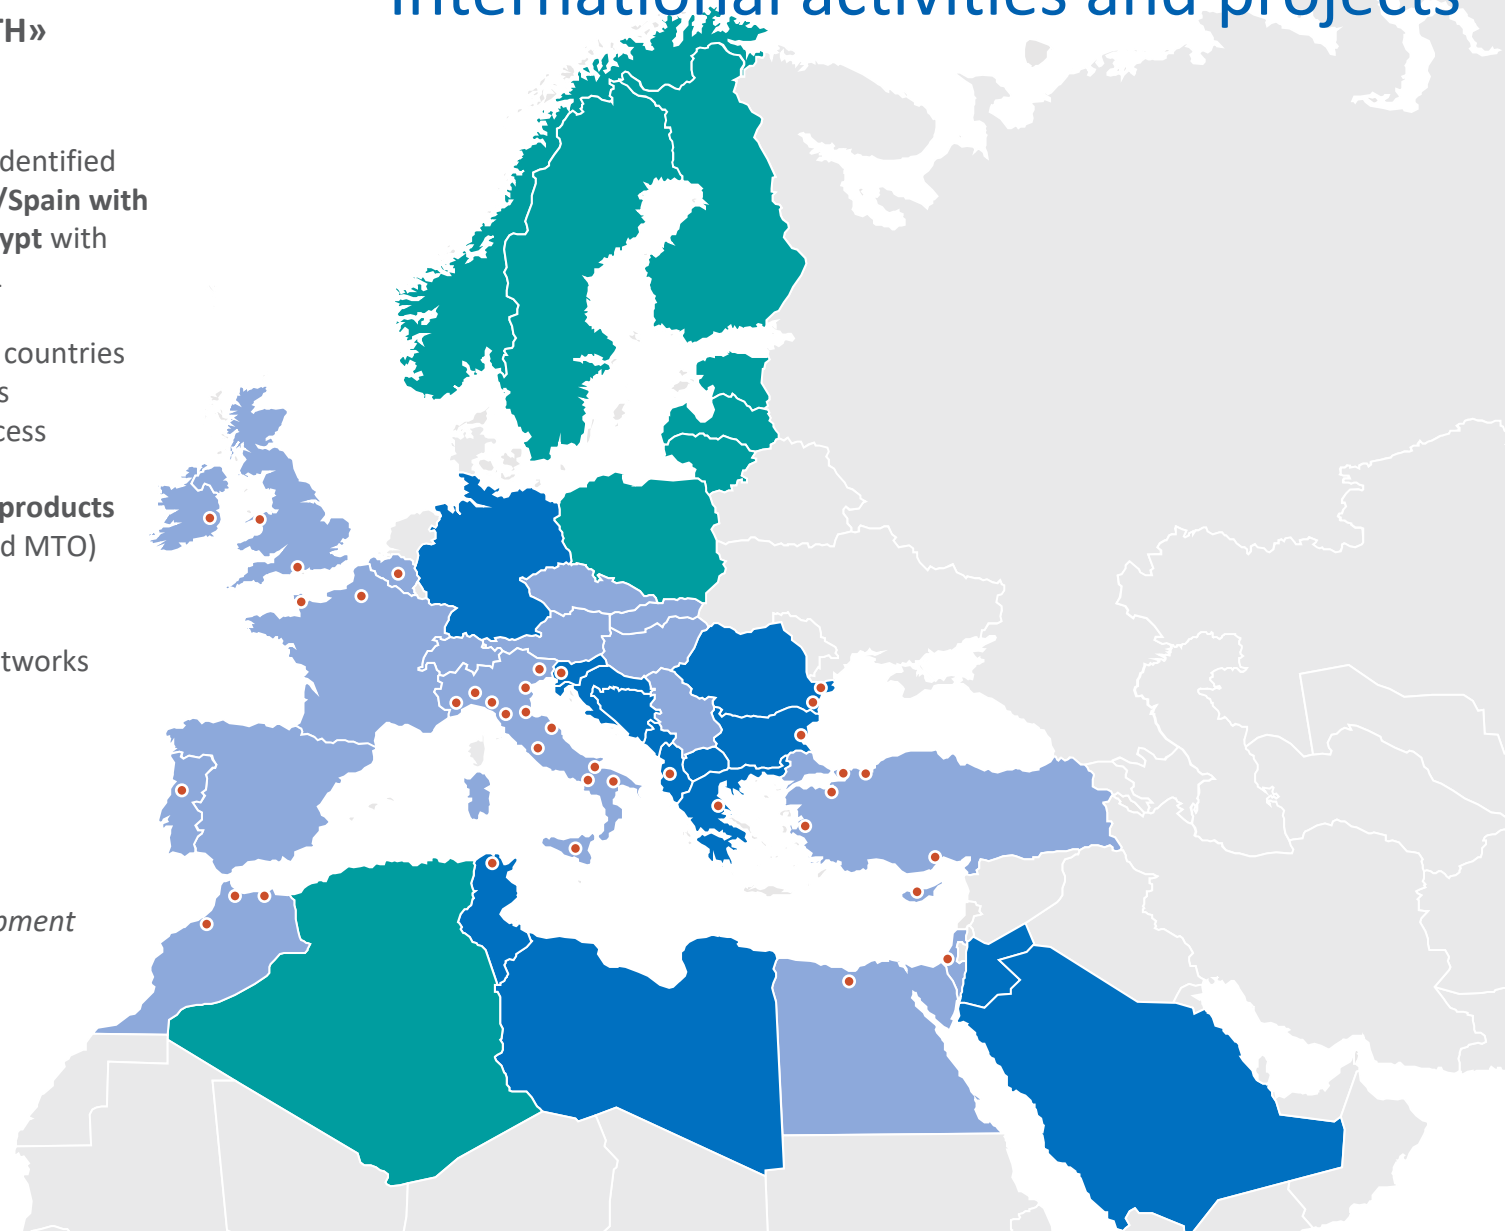 International activities and projects
TH»
dentified
/Spain with
ypt with
countries
s
cess
products
d MTO)
tworks
pment